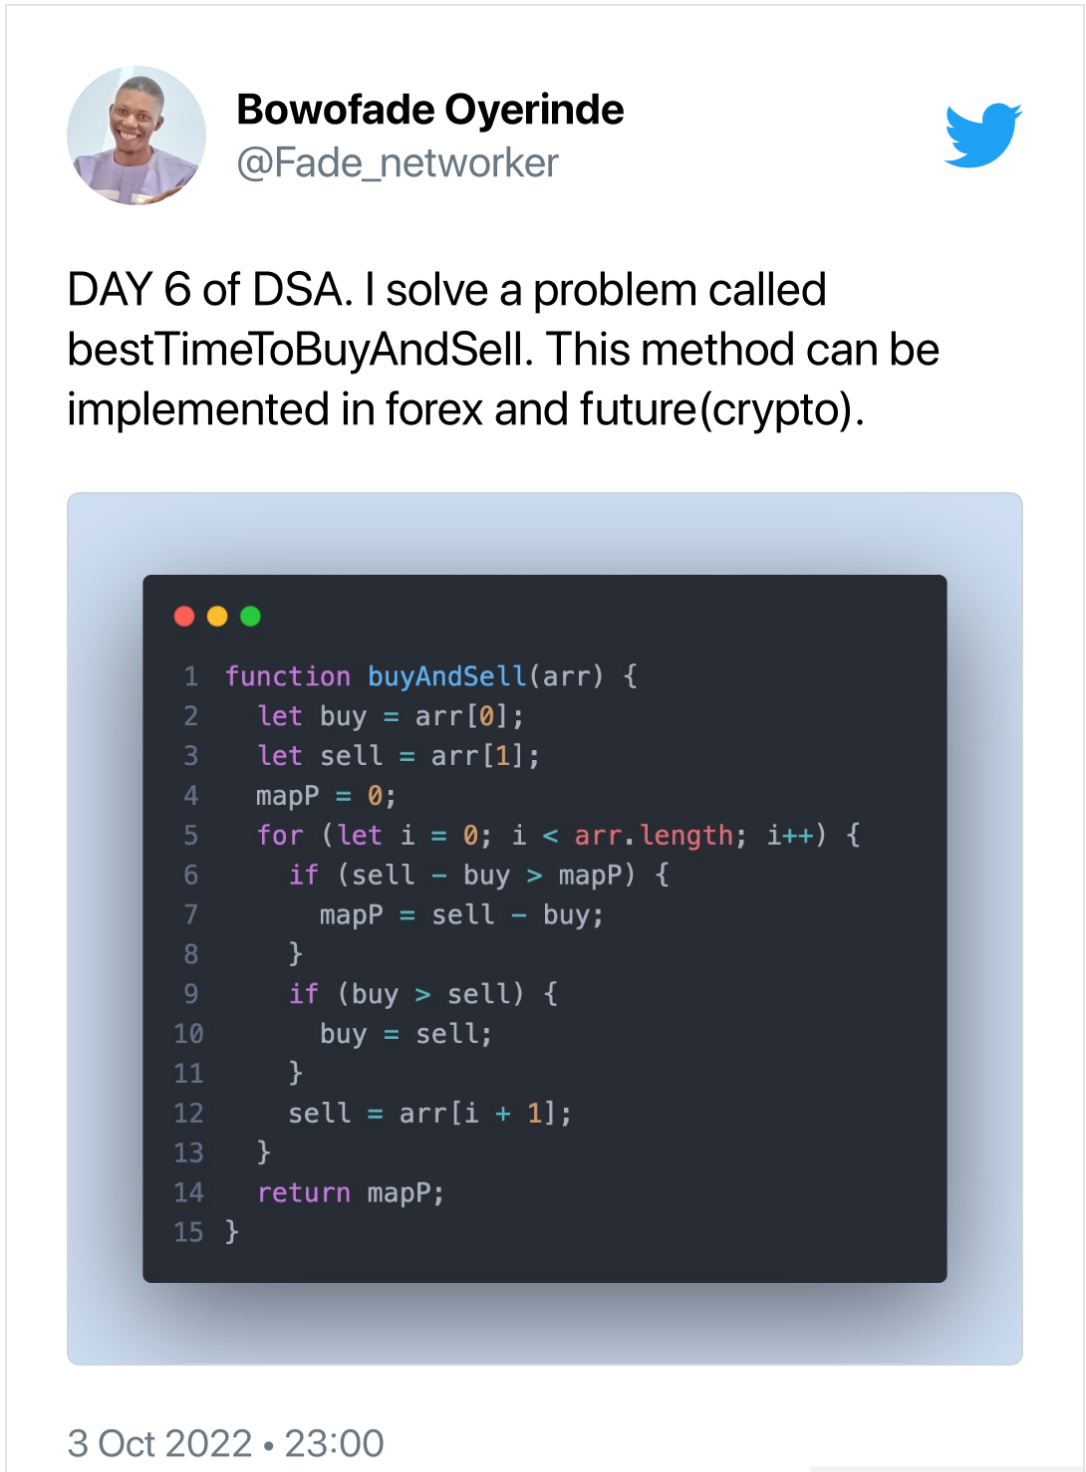 Bowofade Oyerinde
@Fade_networker
DAY 6 of DSA. I solve a problem called
bestTimeToBuyAndSell. This method can be
implemented in forex and future(crypto).
1 function buyAndSell(arr) {
2   let buy = arr[0];
3   let sell = arr[1];
4   mapP = 0;
5   for (let i = 0; i < arr.length; i++) {
6     if (sell - buy > mapP) {
7       mapP = sell - buy;
8     }
9     if (buy > sell) {
10       buy = sell;
11     }
12     sell = arr[i + 1];
13   }
14   return mapP;
15 }
3 Oct 2022 • 23:00